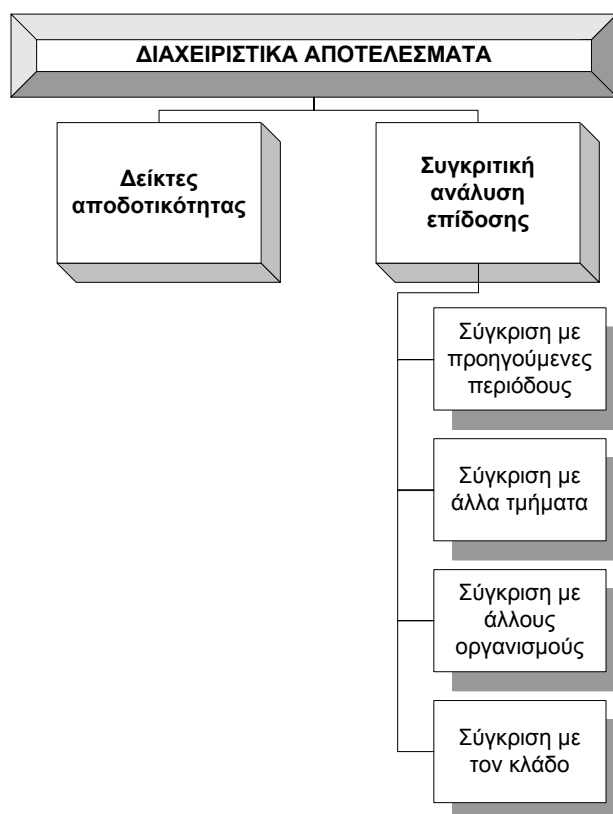 ΔΙΑΧΕΙΡΙΣΤΙΚΑ ΑΠΟΤΕΛΕΣΜΑΤΑ
Δείκτες
αποδοτικότητας
Συγκριτική
ανάλυση
επίδοσης
Σύγκριση με
προηγούμενες
περιόδους
Σύγκριση με
άλλα τμήματα
Σύγκριση με
άλλους
οργανισμούς
Σύγκριση με
τον κλάδο